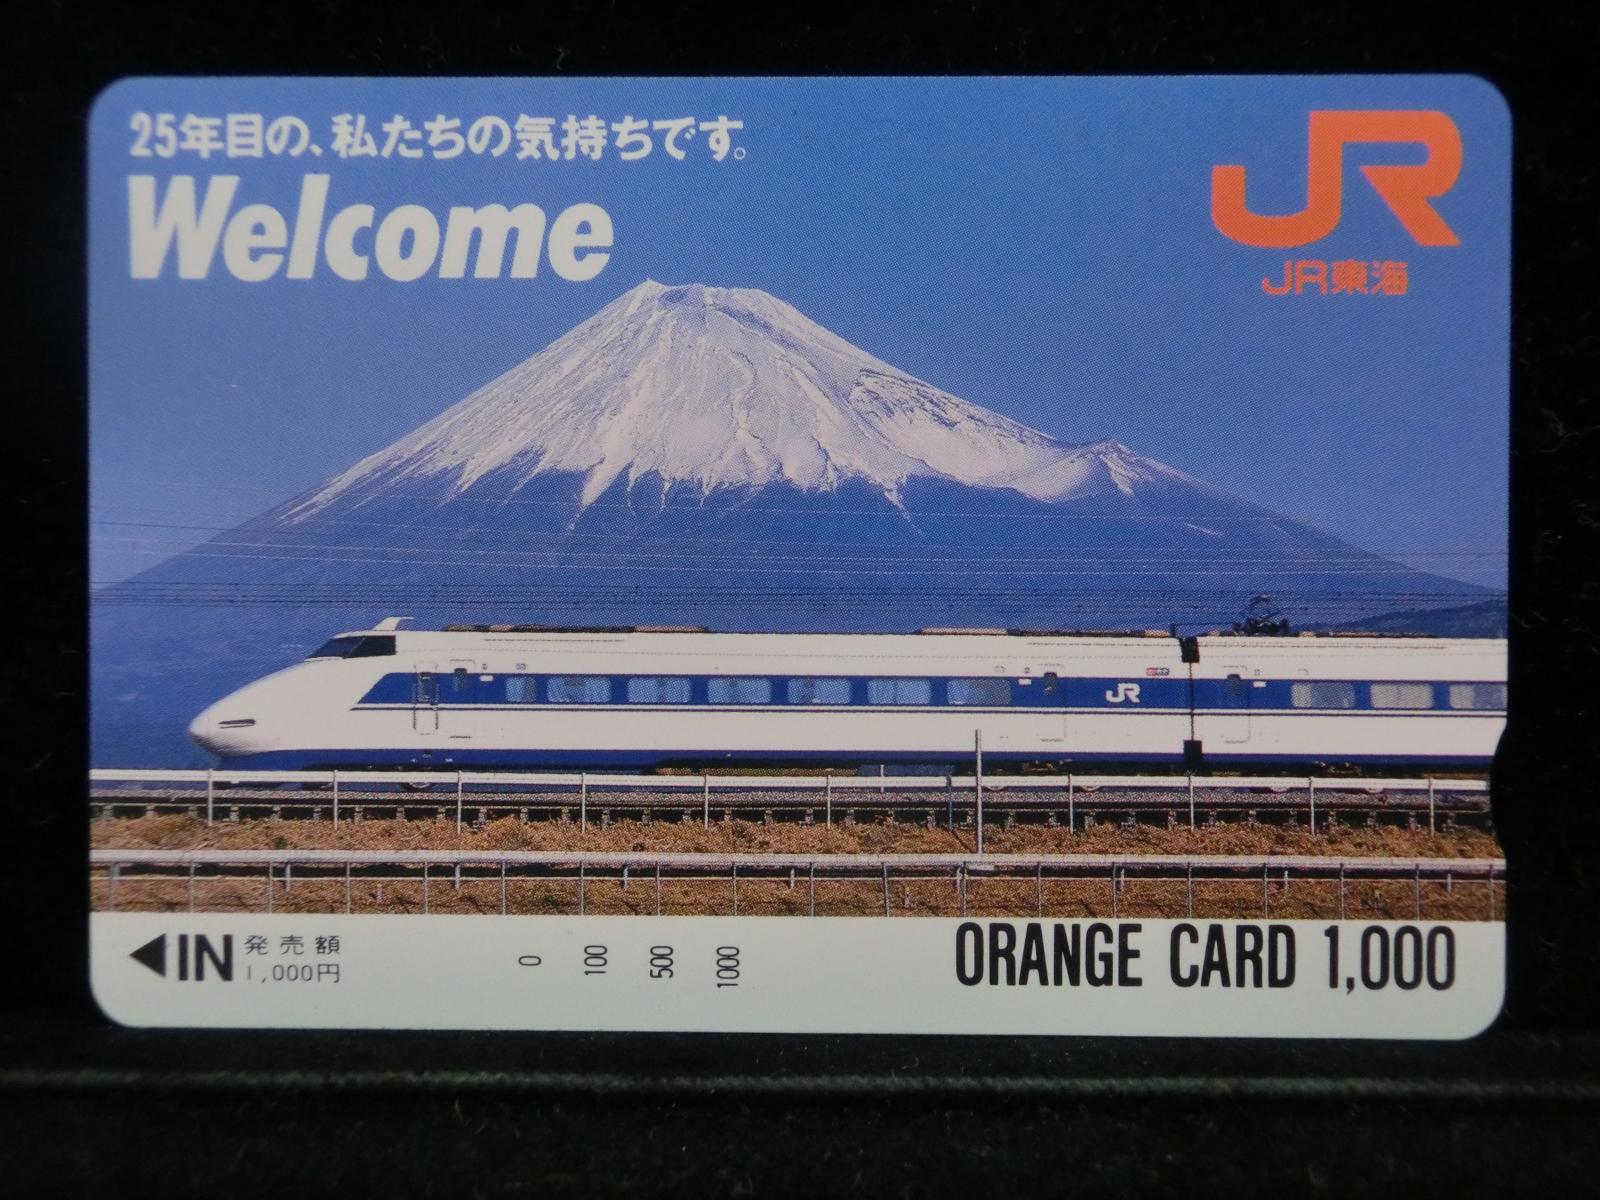 25年目の、私たちの気持ちです。
Welcome
JR
JR東海
JR
IN 発売額
1,000円
0 100 500 1000
ORANGE CARD 1,000